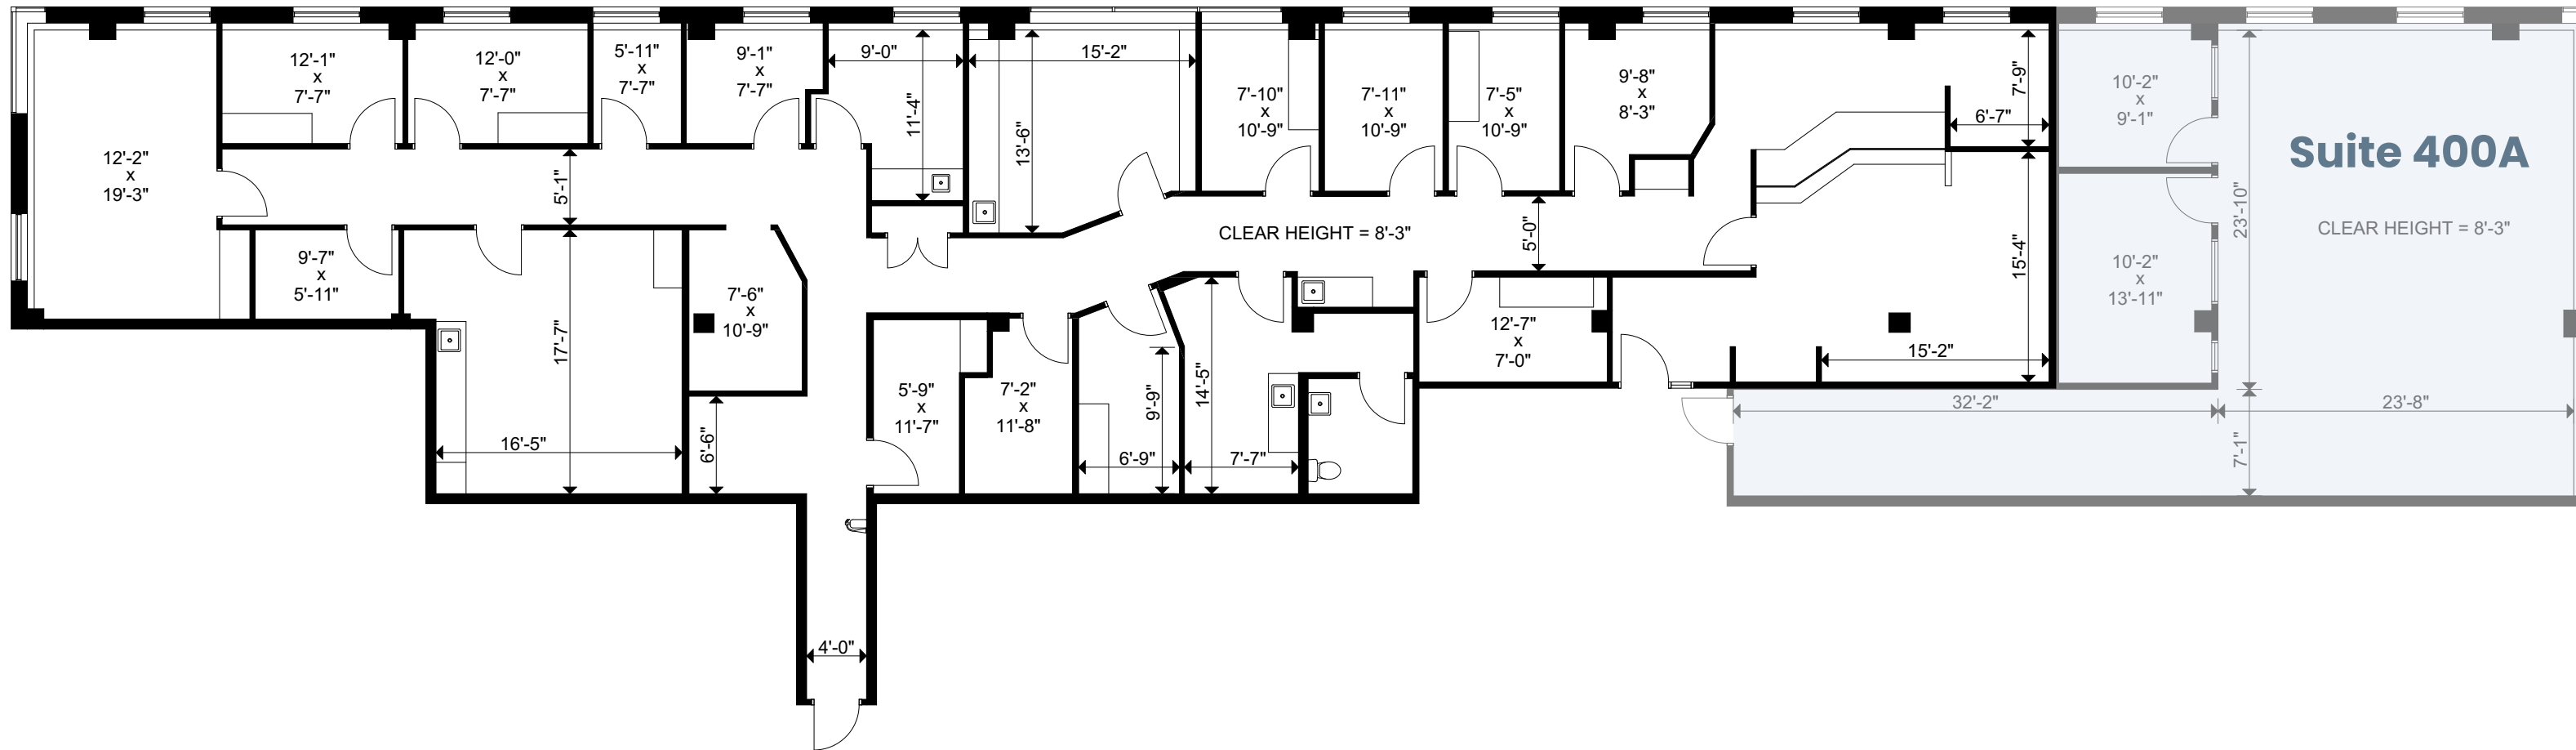 12'-1"
x
7'-7"
12'-0"
x
7'-7"
5'-11"
x
7'-7"
9'-1"
x
7'-7"
9'-0"
11'-4"
15'-2"
13'-6"
7'-10"
x
10'-9"
7'-11"
x
10'-9"
7'-5"
x
10'-9"
9'-8"
x
8'-3"
7'-9"
6'-7"
10'-2"
x
9'-1"
Suite 400A
23'-10"
CLEAR HEIGHT = 8'-3"
12'-2"
x
19'-3"
5'-1"
CLEAR HEIGHT = 8'-3"
5'-0"
15'-4"
10'-2"
x
13'-11"
9'-7"
x
5'-11"
17'-7"
16'-5"
7'-6"
x
10'-9"
6'-6"
5'-9"
x
11'-7"
7'-2"
x
11'-8"
9'-9"
6'-9"
14'-5"
7'-7"
12'-7"
x
7'-0"
15'-2"
32'-2"
23'-8"
7'-1"
4'-0"